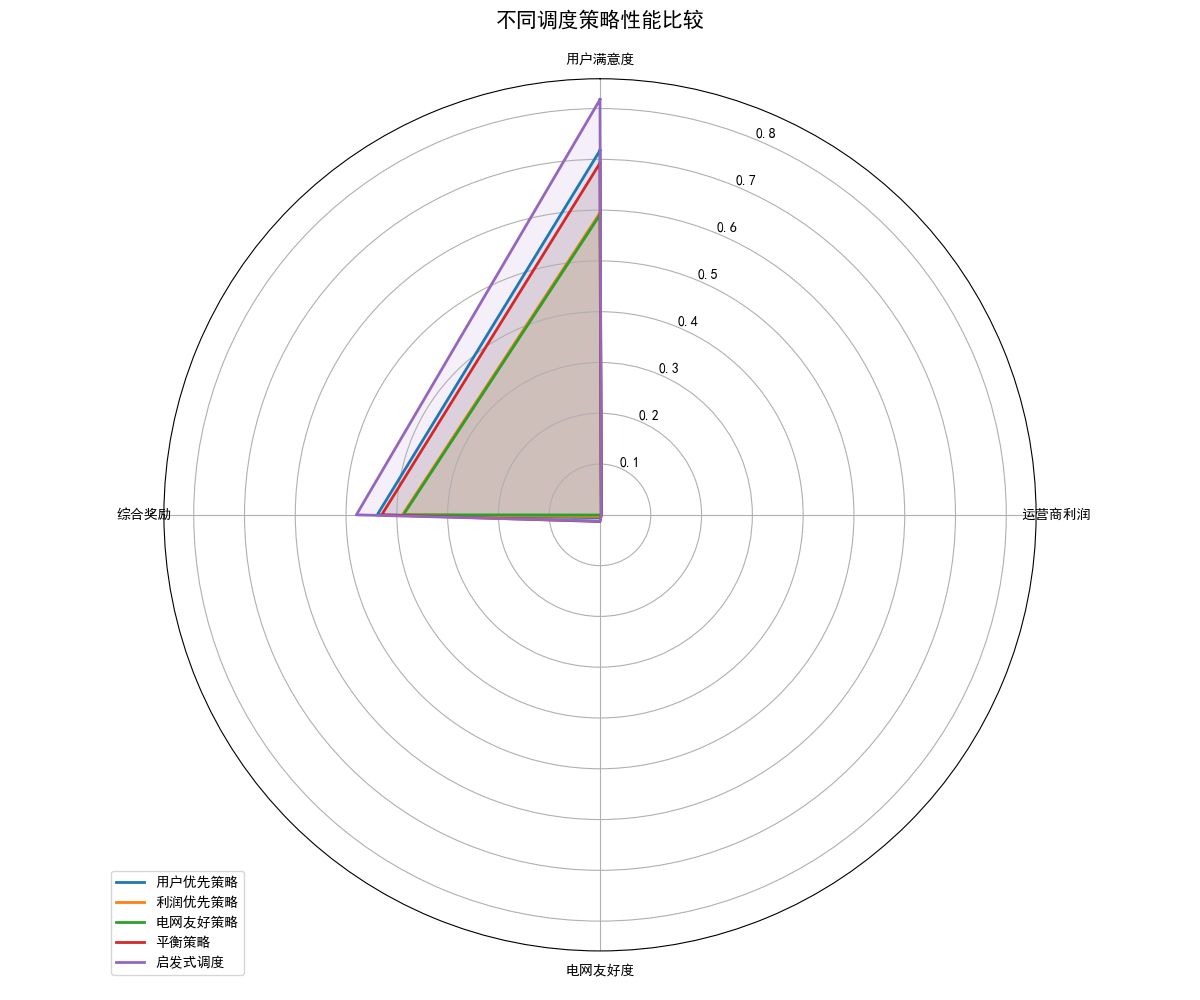 不同调度策略性能比较
用户满意度
0.8
0.7
0.6
0.5
0.4
0.3
0.2
0.1
综合奖励
运营商利润
电网友好度
用户优先策略
利润优先策略
电网友好策略
平衡策略
启发式调度